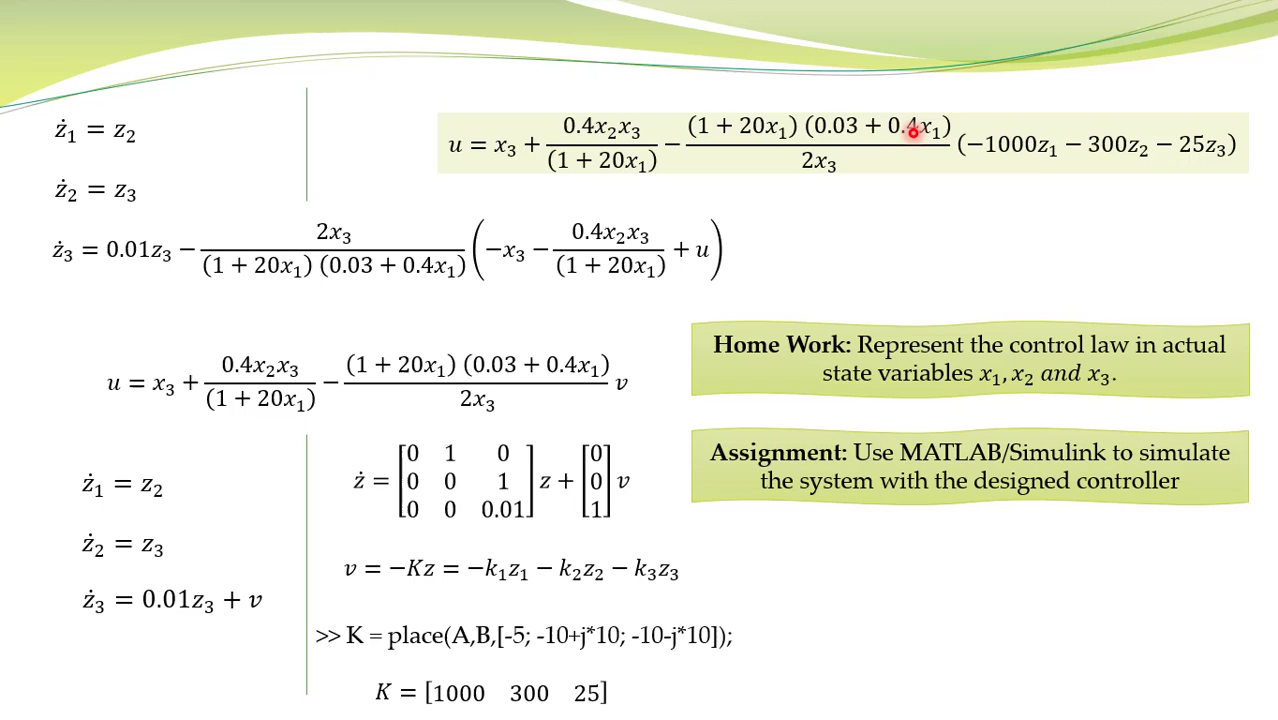 ż₁ = z₂
u = x₃ + 0.4x₂x₃ / (1 + 20x₁) − (1 + 20x₁) (0.03 + 0.4x₁) / 2x₃ (−1000z₁ − 300z₂ − 25z₃)
ż₂ = z₃
ż₃ = 0.01z₃ − 2x₃ / (1 + 20x₁) (0.03 + 0.4x₁) (−x₃ − 0.4x₂x₃ / (1 + 20x₁) + u)
u = x₃ + 0.4x₂x₃ / (1 + 20x₁) − (1 + 20x₁) (0.03 + 0.4x₁) / 2x₃ v
ż₁ = z₂
ż₂ = z₃
ż₃ = 0.01z₃ + v
ż = [0 1 0; 0 0 1; 0 0 0.01] z + [0; 0; 1] v
v = −Kz = −k₁z₁ − k₂z₂ − k₃z₃
>> K = place(A,B,[-5; -10+j*10; -10-j*10]);
K = [1000 300 25]
Home Work: Represent the control law in actual
state variables x₁, x₂ and x₃.
Assignment: Use MATLAB/Simulink to simulate
the system with the designed controller